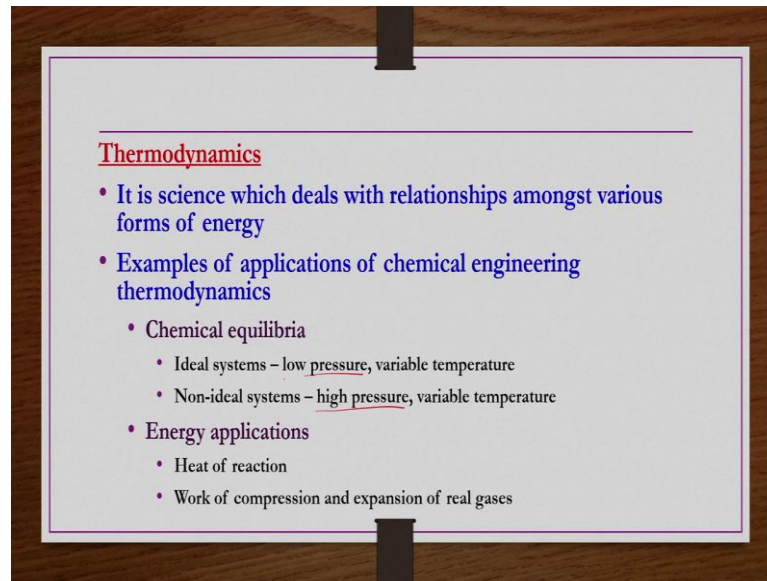 Thermodynamics
• It is science which deals with relationships amongst various
forms of energy
• Examples of applications of chemical engineering
thermodynamics
• Chemical equilibria
• Ideal systems – low pressure, variable temperature
• Non-ideal systems – high pressure, variable temperature
• Energy applications
• Heat of reaction
• Work of compression and expansion of real gases